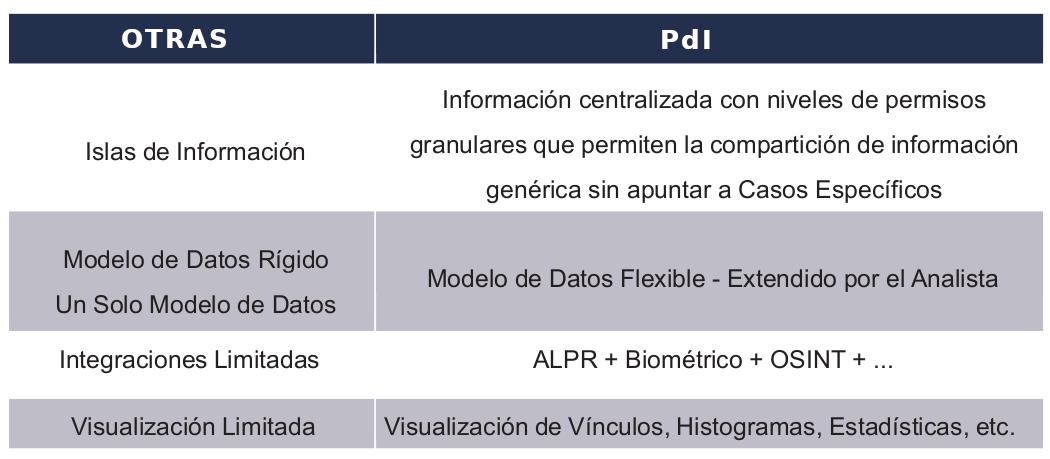 OTRAS
PdI
Islas de Información
Información centralizada con niveles de permisos
granulares que permiten la compartición de información
genérica sin apuntar a Casos Específicos
Modelo de Datos Rígido
Un Solo Modelo de Datos
Modelo de Datos Flexible - Extendido por el Analista
Integraciones Limitadas
ALPR + Biométrico + OSINT + ...
Visualización Limitada
Visualización de Vínculos, Histogramas, Estadísticas, etc.